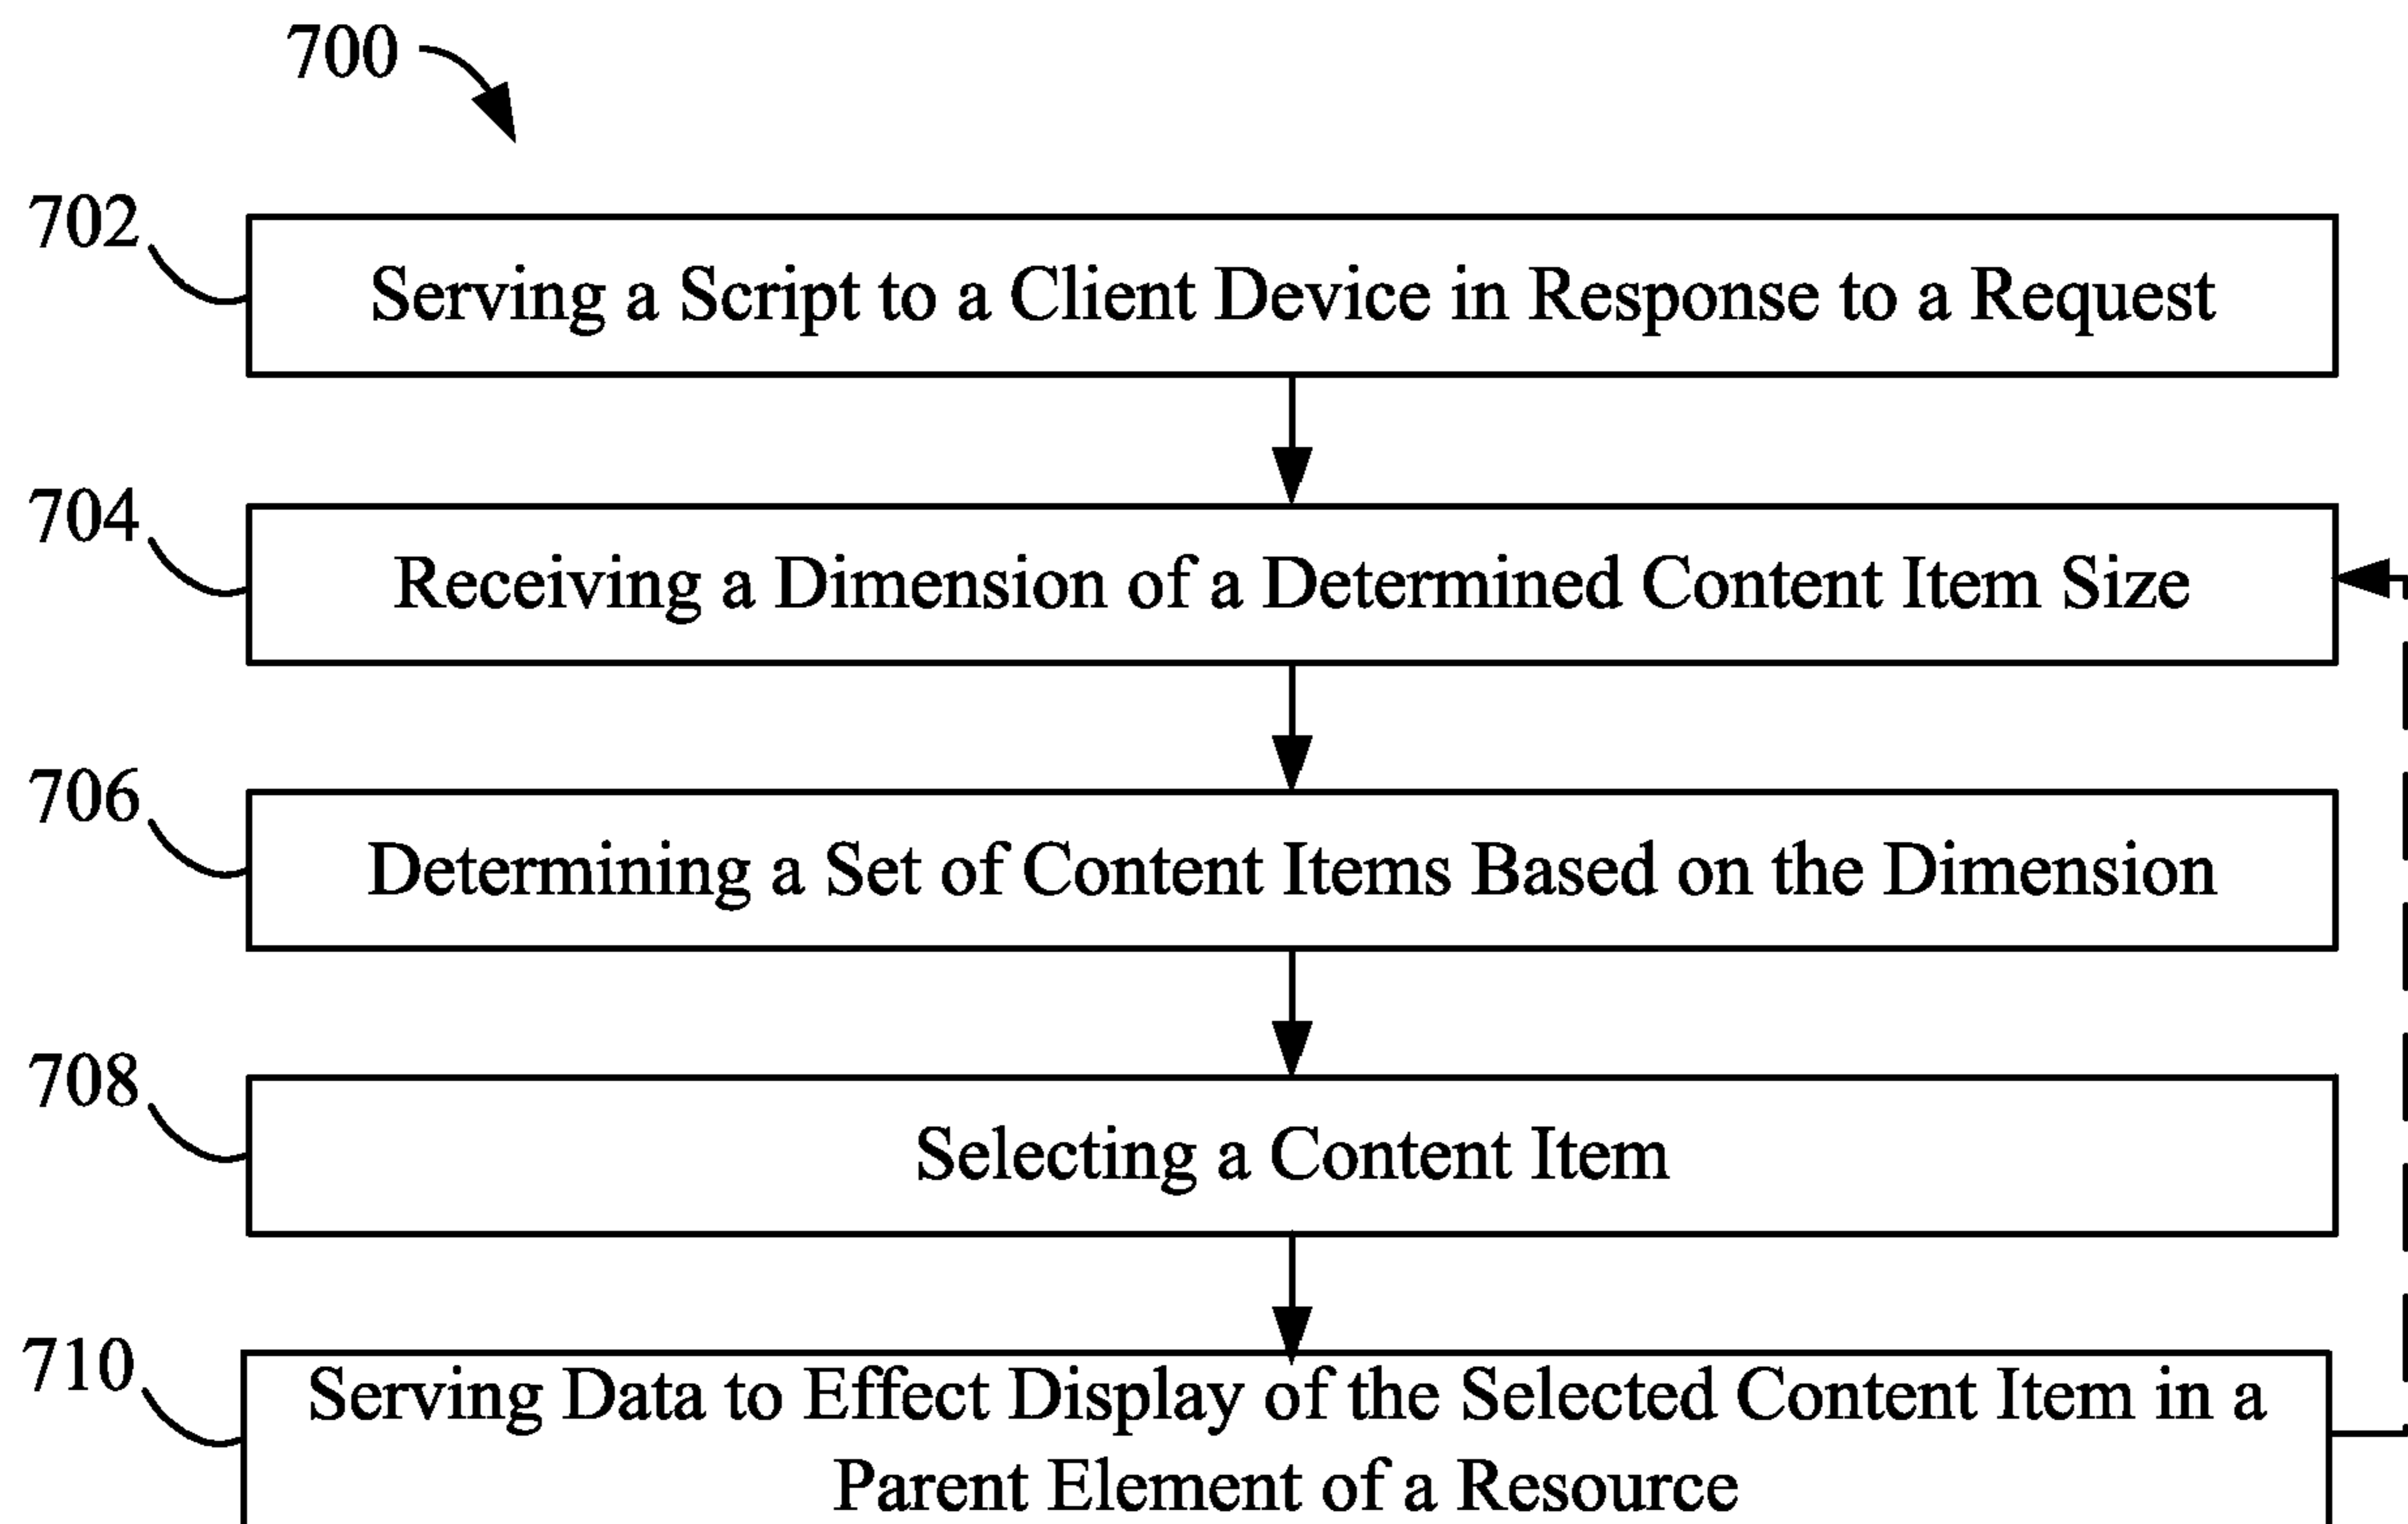 700
702
Serving a Script to a Client Device in Response to a Request
704
Receiving a Dimension of a Determined Content Item Size
706
Determining a Set of Content Items Based on the Dimension
708
Selecting a Content Item
710
Serving Data to Effect Display of the Selected Content Item in a
Parent Element of a Resource